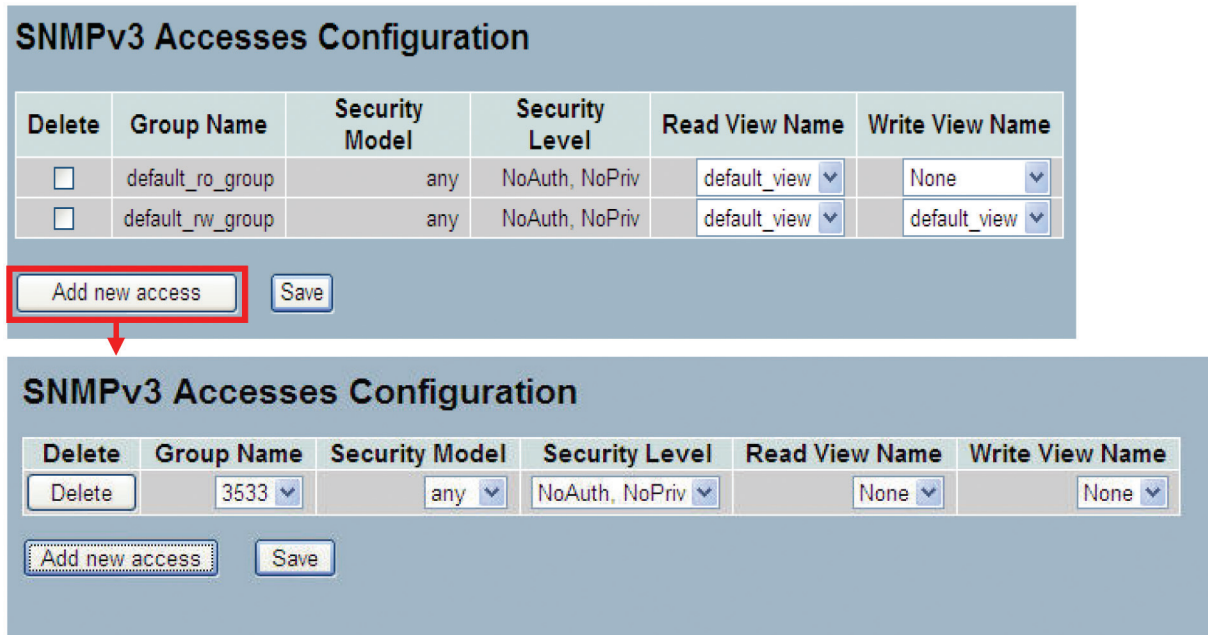 SNMPv3 Accesses Configuration
Delete Group Name Security Model Security Level Read View Name Write View Name
default_ro_group any NoAuth, NoPriv default_view None
default_rw_group any NoAuth, NoPriv default_view default_view
Add new access Save
SNMPv3 Accesses Configuration
Delete Group Name Security Model Security Level Read View Name Write View Name
Delete 3533 any NoAuth, NoPriv None None
Add new access Save